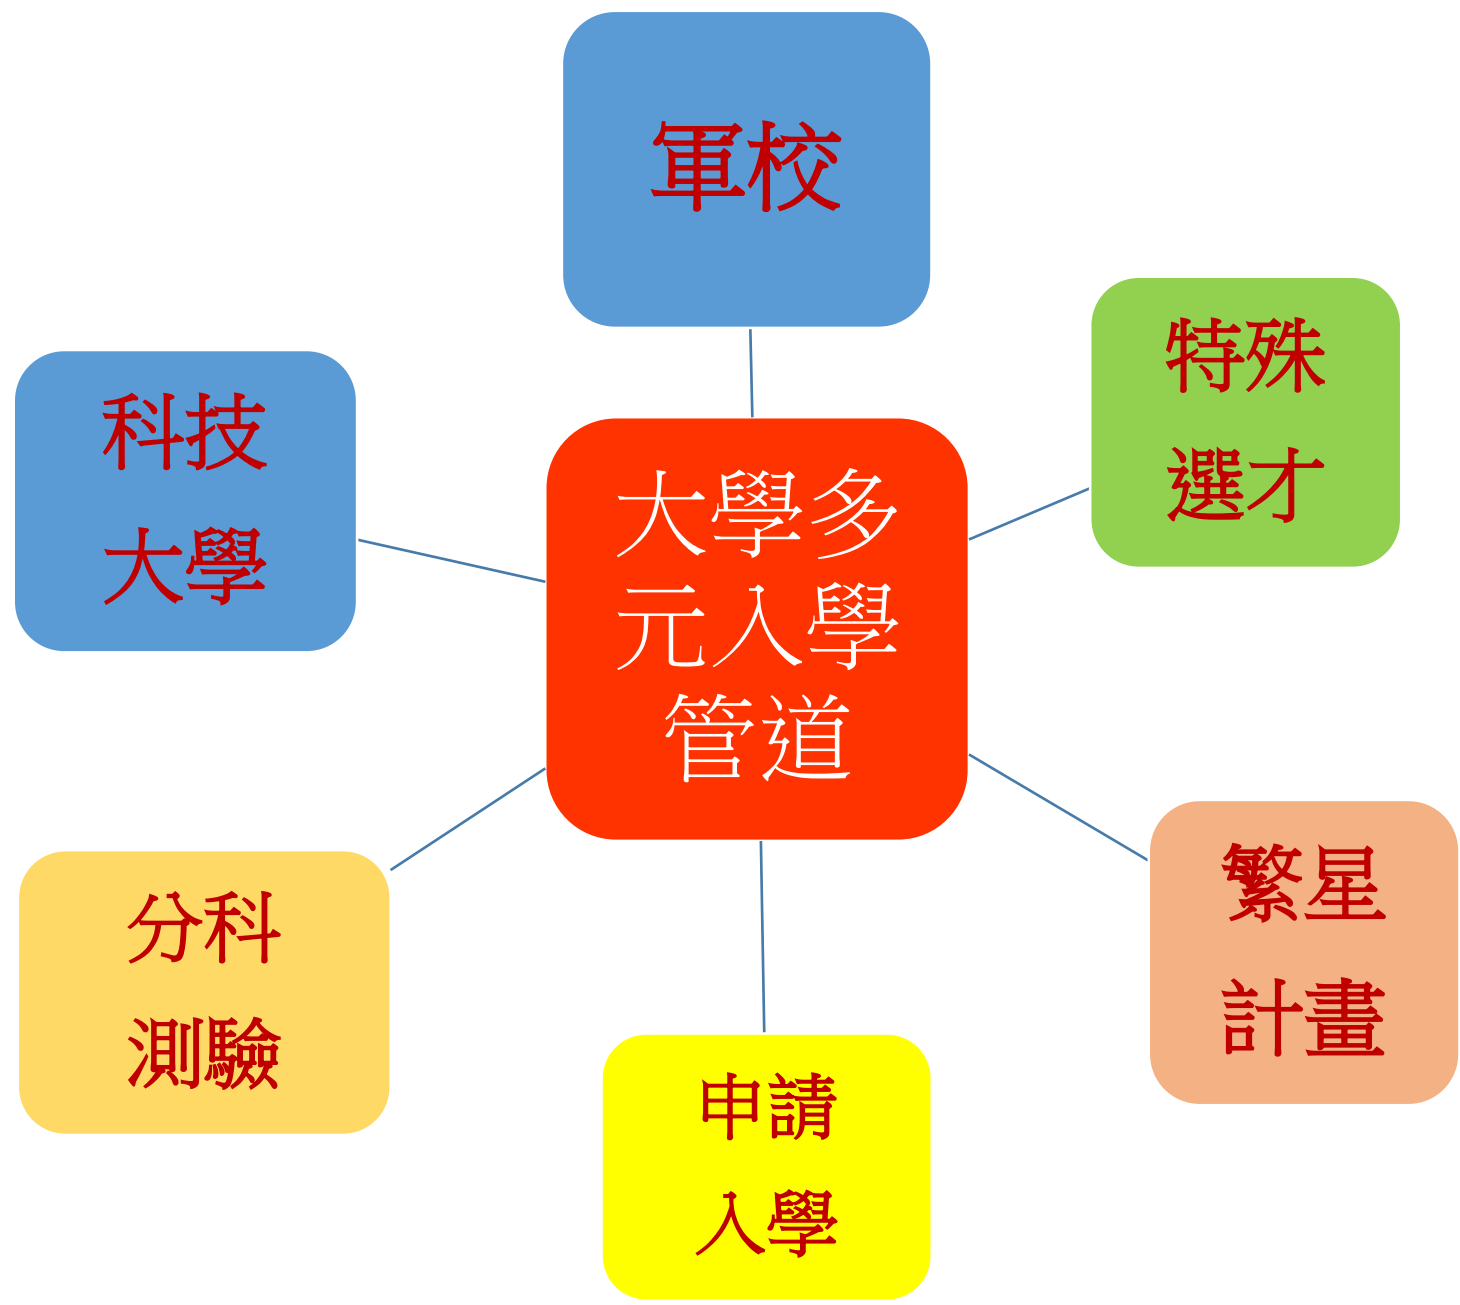 軍校
特殊
選才
科技
大學
大學多
元入學
管道
繁星
計畫
分科
測驗
申請
入學